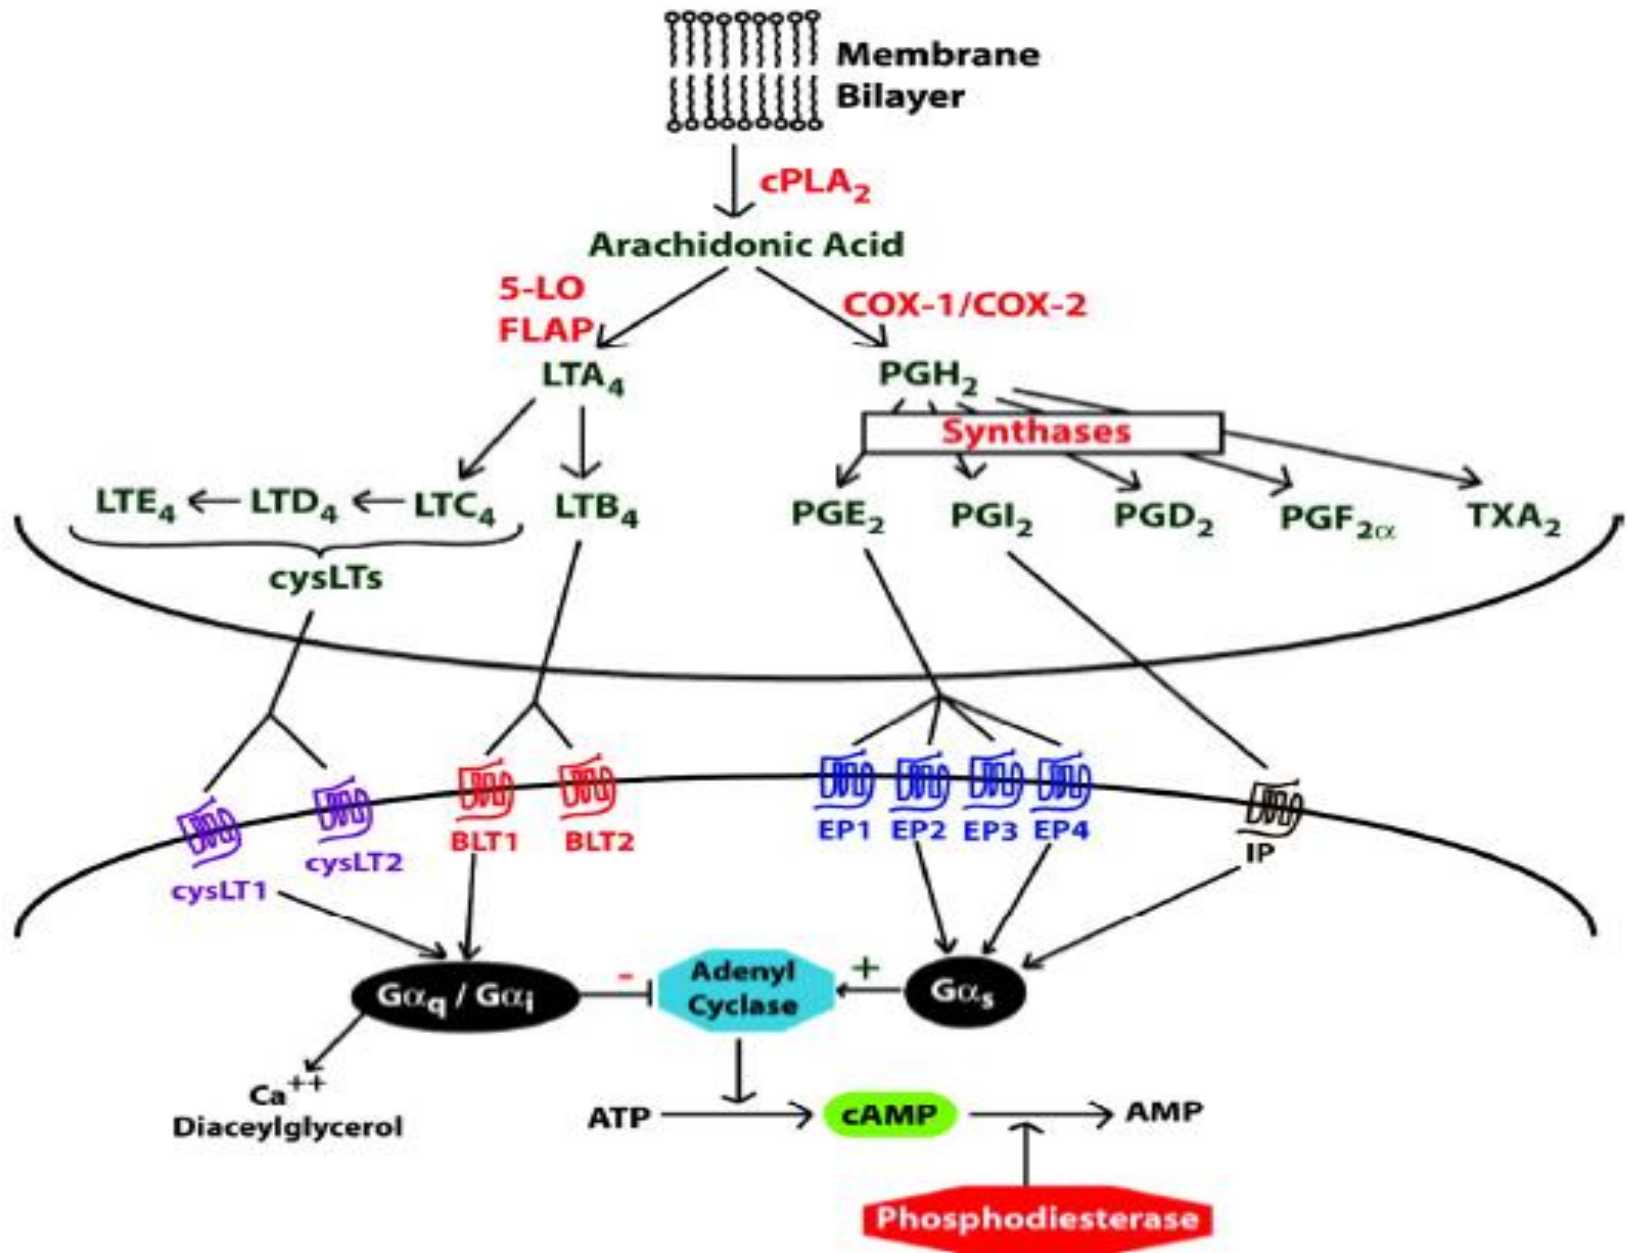 Membrane
Bilayer
cPLA₂
Arachidonic Acid
5-LO
FLAP
COX-1/COX-2
LTA₄
PGH₂
Synthases
LTE₄
LTD₄
LTC₄
LTB₄
PGE₂
PGI₂
PGD₂
PGF₂α
TXA₂
cysLTs
BLT1
BLT2
EP1
EP2
EP3
EP4
IP
cysLT2
cysLT1
Gαq / Gαi
-
Adenyl
Cyclase
+
Gαs
Ca⁺⁺
Diaceylglycerol
ATP
cAMP
AMP
Phosphodiesterase